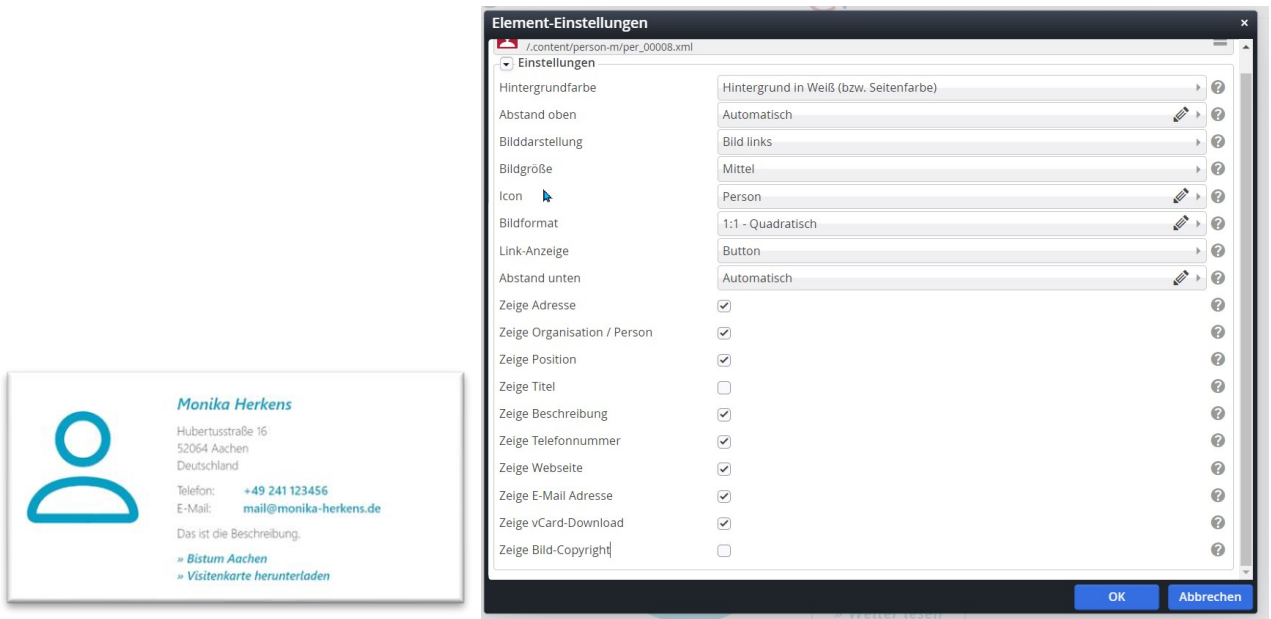 Monika Herkens
Hubertusstraße 16
52064 Aachen
Deutschland
Telefon: +49 241 123456
E-Mail: mail@monika-herkens.de
Das ist die Beschreibung.
» Bistum Aachen
» Visitenkarte herunterladen
Element-Einstellungen ×
/.content/person-m/per_00008.xml
Einstellungen
Hintergrundfarbe Hintergrund in Weiß (bzw. Seitenfarbe) ?
Abstand oben Automatisch ?
Bilddarstellung Bild links ?
Bildgröße Mittel ?
Icon Person ?
Bildformat 1:1 - Quadratisch ?
Link-Anzeige Button ?
Abstand unten Automatisch ?
Zeige Adresse ?
Zeige Organisation / Person ?
Zeige Position ?
Zeige Titel ?
Zeige Beschreibung ?
Zeige Telefonnummer ?
Zeige Webseite ?
Zeige E-Mail Adresse ?
Zeige vCard-Download ?
Zeige Bild-Copyright ?
OK Abbrechen
» Weiter lesen